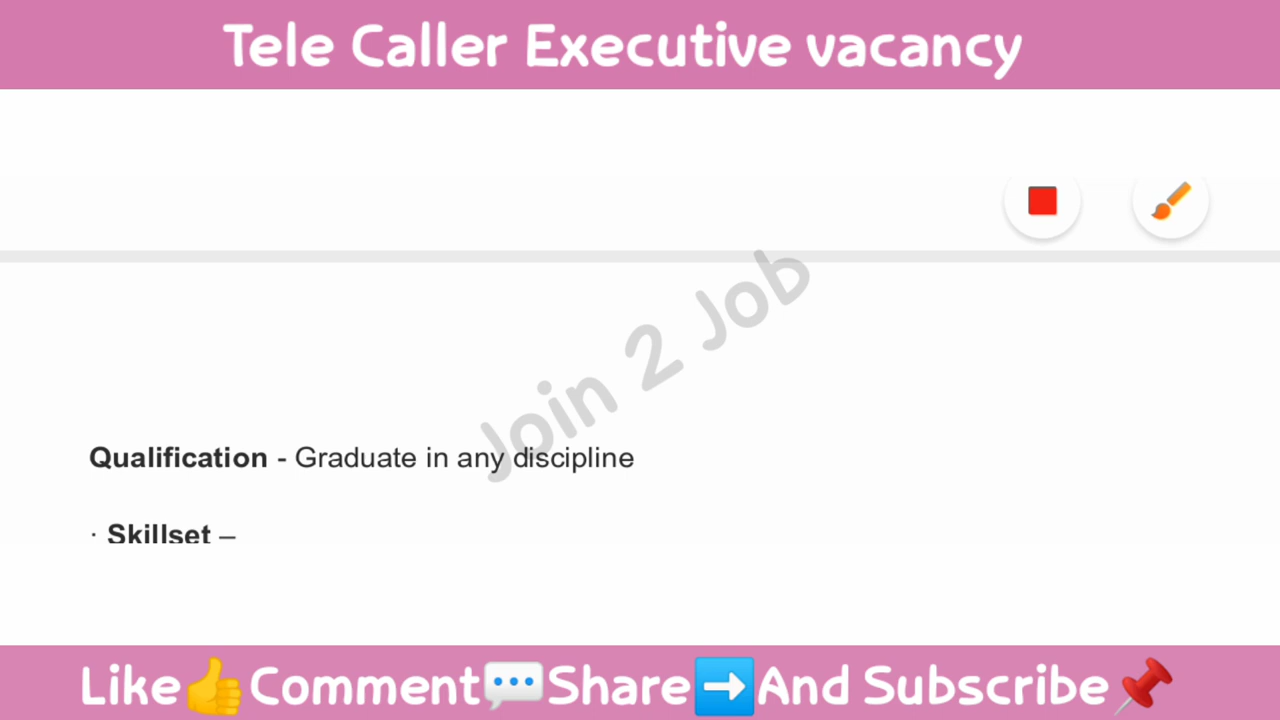 Tele Caller Executive vacancy
Join 2 Job
Qualification - Graduate in any discipline
· Skillset –
Like👍Comment💬Share➡️And Subscribe📌